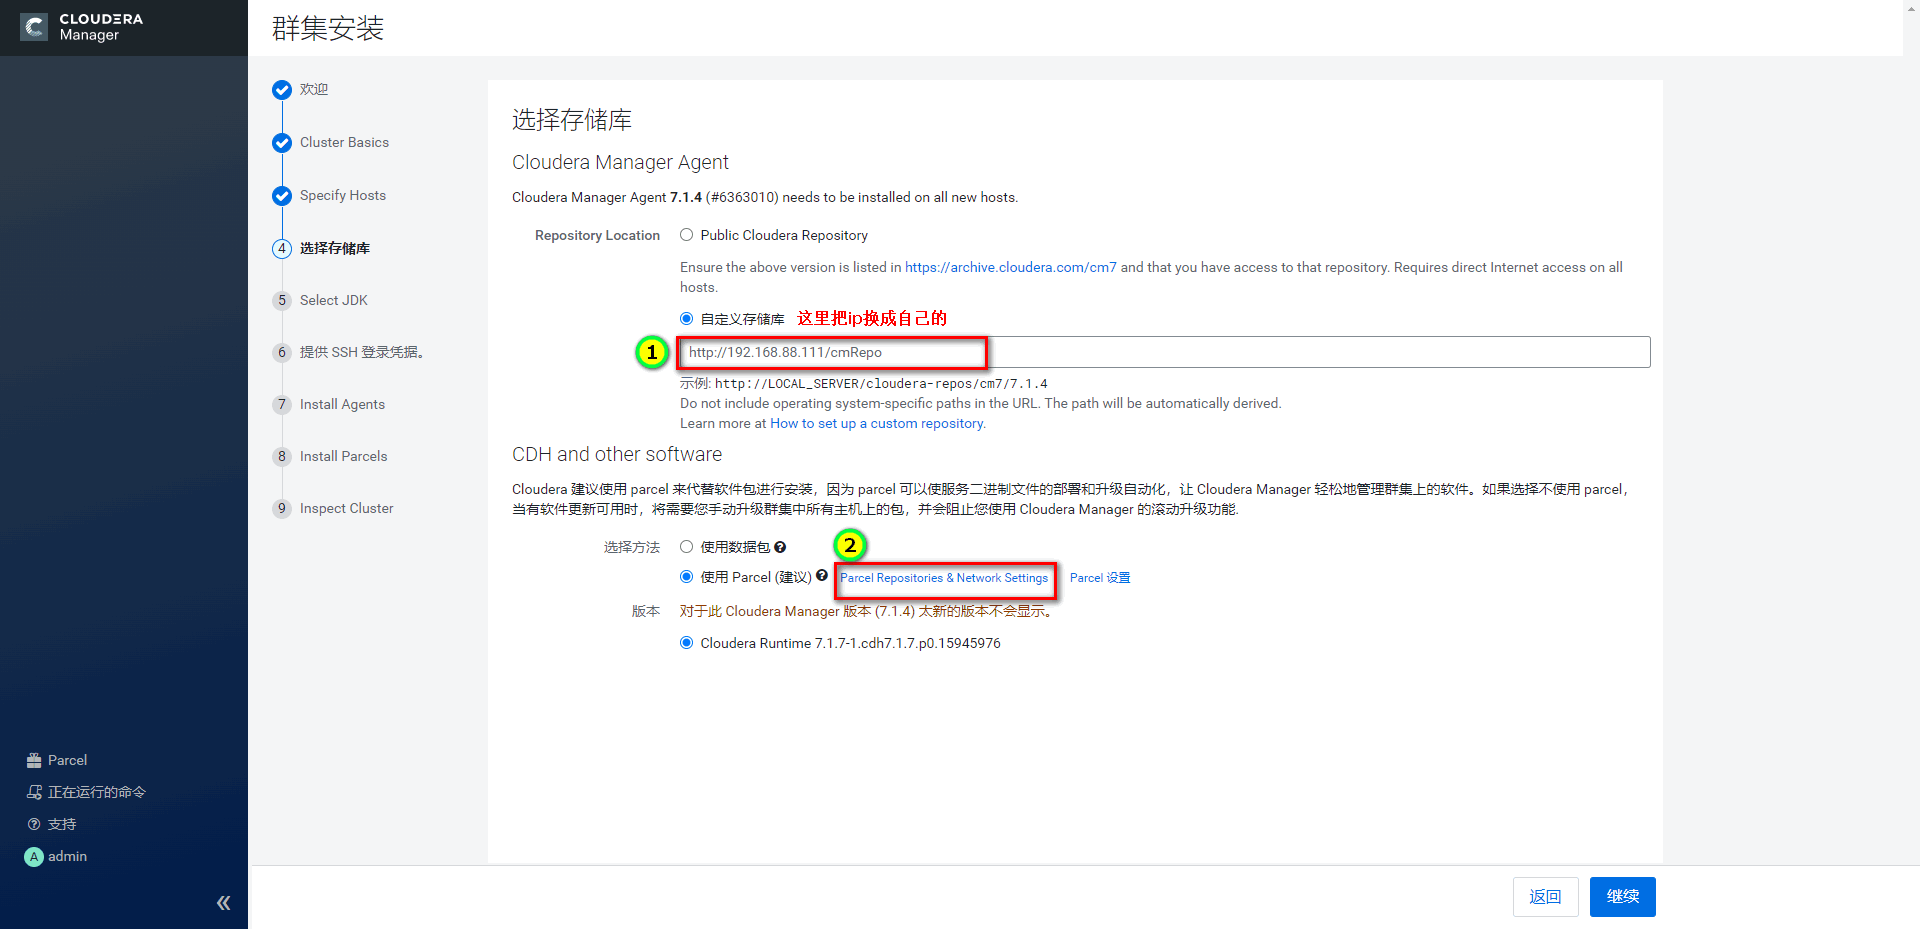 CLOUDERA
Manager
群集安装
欢迎
Cluster Basics
Specify Hosts
4 选择存储库
5 Select JDK
6 提供 SSH 登录凭据。
7 Install Agents
8 Install Parcels
9 Inspect Cluster
Parcel
正在运行的命令
支持
A admin
选择存储库
Cloudera Manager Agent
Cloudera Manager Agent 7.1.4 (#6363010) needs to be installed on all new hosts.
Repository Location Public Cloudera Repository
Ensure the above version is listed in https://archive.cloudera.com/cm7 and that you have access to that repository. Requires direct Internet access on all
hosts.
自定义存储库 这里把ip换成自己的
1 http://192.168.88.111/cmRepo
示例: http://LOCAL_SERVER/cloudera-repos/cm7/7.1.4
Do not include operating system-specific paths in the URL. The path will be automatically derived.
Learn more at How to set up a custom repository.
CDH and other software
Cloudera 建议使用 parcel 来代替软件包进行安装，因为 parcel 可以使服务二进制文件的部署和升级自动化，让 Cloudera Manager 轻松地管理群集上的软件。如果选择不使用 parcel，
当有软件更新可用时，将需要您手动升级群集中所有主机上的包，并会阻止您使用 Cloudera Manager 的滚动升级功能.
选择方法 使用数据包 ? 2
使用 Parcel (建议) ? Parcel Repositories & Network Settings Parcel 设置
版本 对于此 Cloudera Manager 版本 (7.1.4) 太新的版本不会显示。
Cloudera Runtime 7.1.7-1.cdh7.1.7.p0.15945976
返回 继续